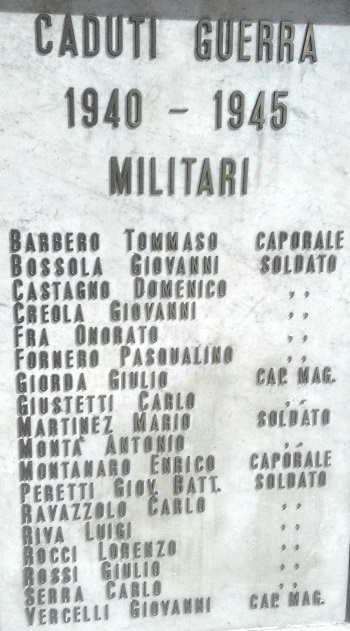 CADUTI GUERRA
1940 - 1945
MILITARI
BARBERO TOMMASO CAPORALE
BOSSOLA GIOVANNI SOLDATO
CASTAGNO DOMENICO ,,
CREOLA GIOVANNI ,,
FRA ONORATO ,,
FORNERO PASQUALINO ,,
GIORDA GIULIO CAP. MAG.
GIUSTETTI CARLO ,,
MARTINEZ MARIO SOLDATO
MONTA' ANTONIO ,,
MONTANARO ENRICO CAPORALE
PERETTI GIOV. BATT. SOLDATO
RAVAZZOLO CARLO ,,
RIVA LUIGI ,,
ROCCI LORENZO ,,
ROSSI GIULIO ,,
SERRA CARLO ,,
VERCELLI GIOVANNI CAP. MAG.